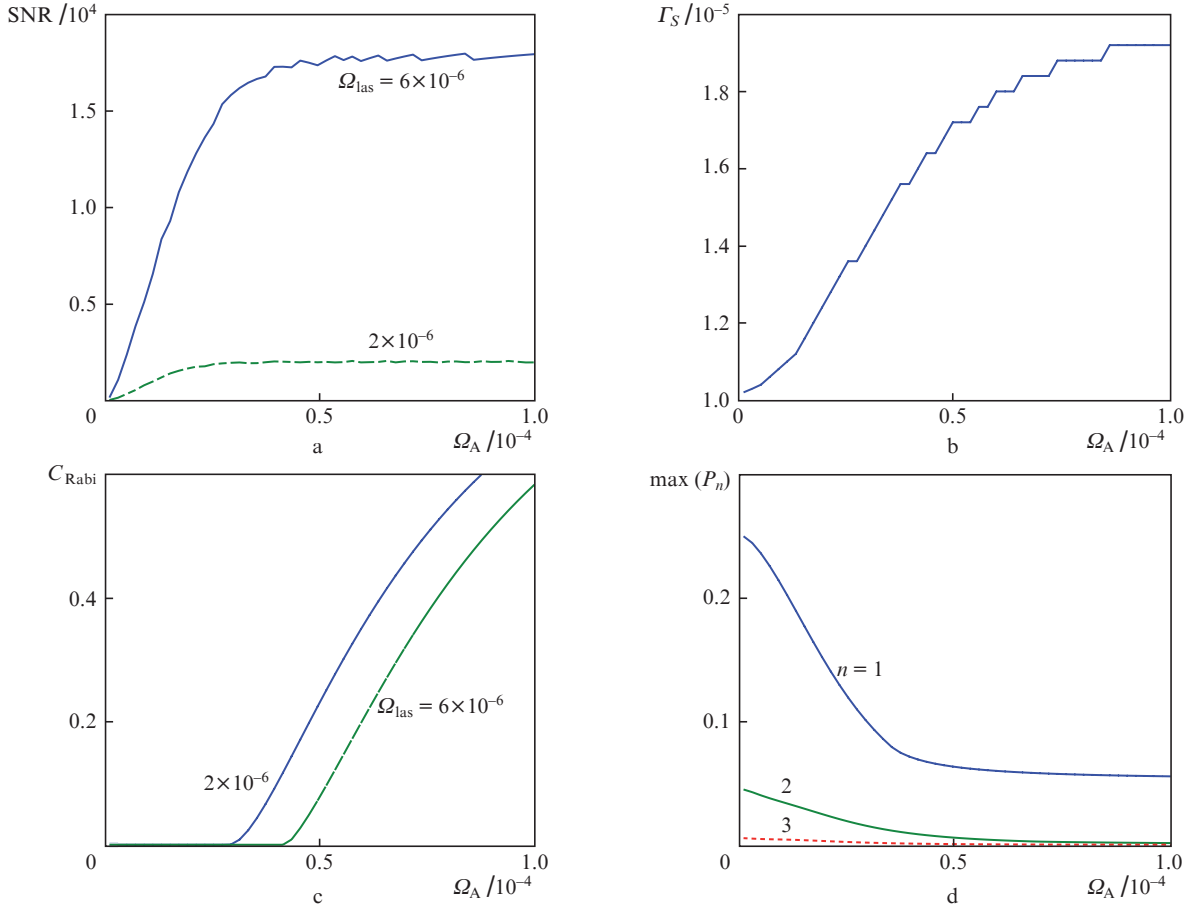 SNR /10⁴
1.5
1.0
0.5
0
0.5
1.0
Ω_A /10⁻⁴
Ω_las = 6×10⁻⁶
2×10⁻⁶
a
Γ_S /10⁻⁵
1.8
1.6
1.4
1.2
1.0
0
0.5
1.0
Ω_A /10⁻⁴
b
C_Rabi
0.4
0.2
0
0.5
1.0
Ω_A /10⁻⁴
2×10⁻⁶
Ω_las = 6×10⁻⁶
c
max (P_n)
0.2
0.1
0
0.5
1.0
Ω_A /10⁻⁴
n = 1
2
3
d